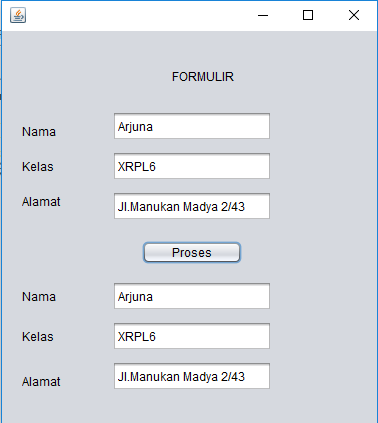 FORMULIR
Nama Arjuna
Kelas XRPL6
Alamat Jl.Manukan Madya 2/43
Proses
Nama Arjuna
Kelas XRPL6
Alamat Jl.Manukan Madya 2/43